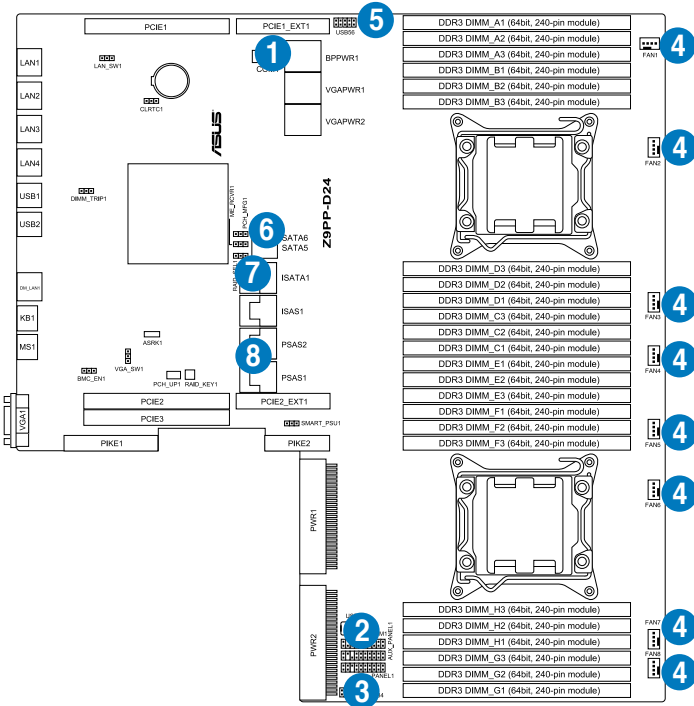 PCIE1
PCIE1_EXT1
USB56
5
DDR3 DIMM_A1 (64bit, 240-pin module)
DDR3 DIMM_A2 (64bit, 240-pin module)
DDR3 DIMM_A3 (64bit, 240-pin module)
DDR3 DIMM_B1 (64bit, 240-pin module)
DDR3 DIMM_B2 (64bit, 240-pin module)
DDR3 DIMM_B3 (64bit, 240-pin module)
FAN1
4
LAN1
LAN_SW1
1
BPPWR1
LAN2
CLRTC1
VGAPWR1
LAN3
VGAPWR2
ASUS
LAN4
FAN2
4
USB1
DIMM_TRIP1
USB2
ME_RCVR1
PCH_MFG1
Z9PP-D24
6
SATA6
SATA5
7
ISATA1
DM_LAN1
KB1
ISAS1
MS1
ASRK1
PSAS2
VGA_SW1
8
BMC_EN1
PCH_UP1
RAID_KEY1
PSAS1
DDR3 DIMM_D3 (64bit, 240-pin module)
DDR3 DIMM_D2 (64bit, 240-pin module)
DDR3 DIMM_D1 (64bit, 240-pin module)
DDR3 DIMM_C3 (64bit, 240-pin module)
DDR3 DIMM_C2 (64bit, 240-pin module)
DDR3 DIMM_C1 (64bit, 240-pin module)
DDR3 DIMM_E1 (64bit, 240-pin module)
DDR3 DIMM_E2 (64bit, 240-pin module)
DDR3 DIMM_E3 (64bit, 240-pin module)
DDR3 DIMM_F1 (64bit, 240-pin module)
DDR3 DIMM_F2 (64bit, 240-pin module)
DDR3 DIMM_F3 (64bit, 240-pin module)
FAN3
4
FAN4
4
FAN5
4
VGA1
PCIE2
PCIE2_EXT1
PCIE3
SMART_PSU1
PIKE1
PIKE2
FAN6
4
PWR1
PWR2
2
AUX_PANEL1
PANEL1
3
DDR3 DIMM_H3 (64bit, 240-pin module)
DDR3 DIMM_H2 (64bit, 240-pin module)
DDR3 DIMM_H1 (64bit, 240-pin module)
DDR3 DIMM_G3 (64bit, 240-pin module)
DDR3 DIMM_G2 (64bit, 240-pin module)
DDR3 DIMM_G1 (64bit, 240-pin module)
FAN7
4
FAN8
4